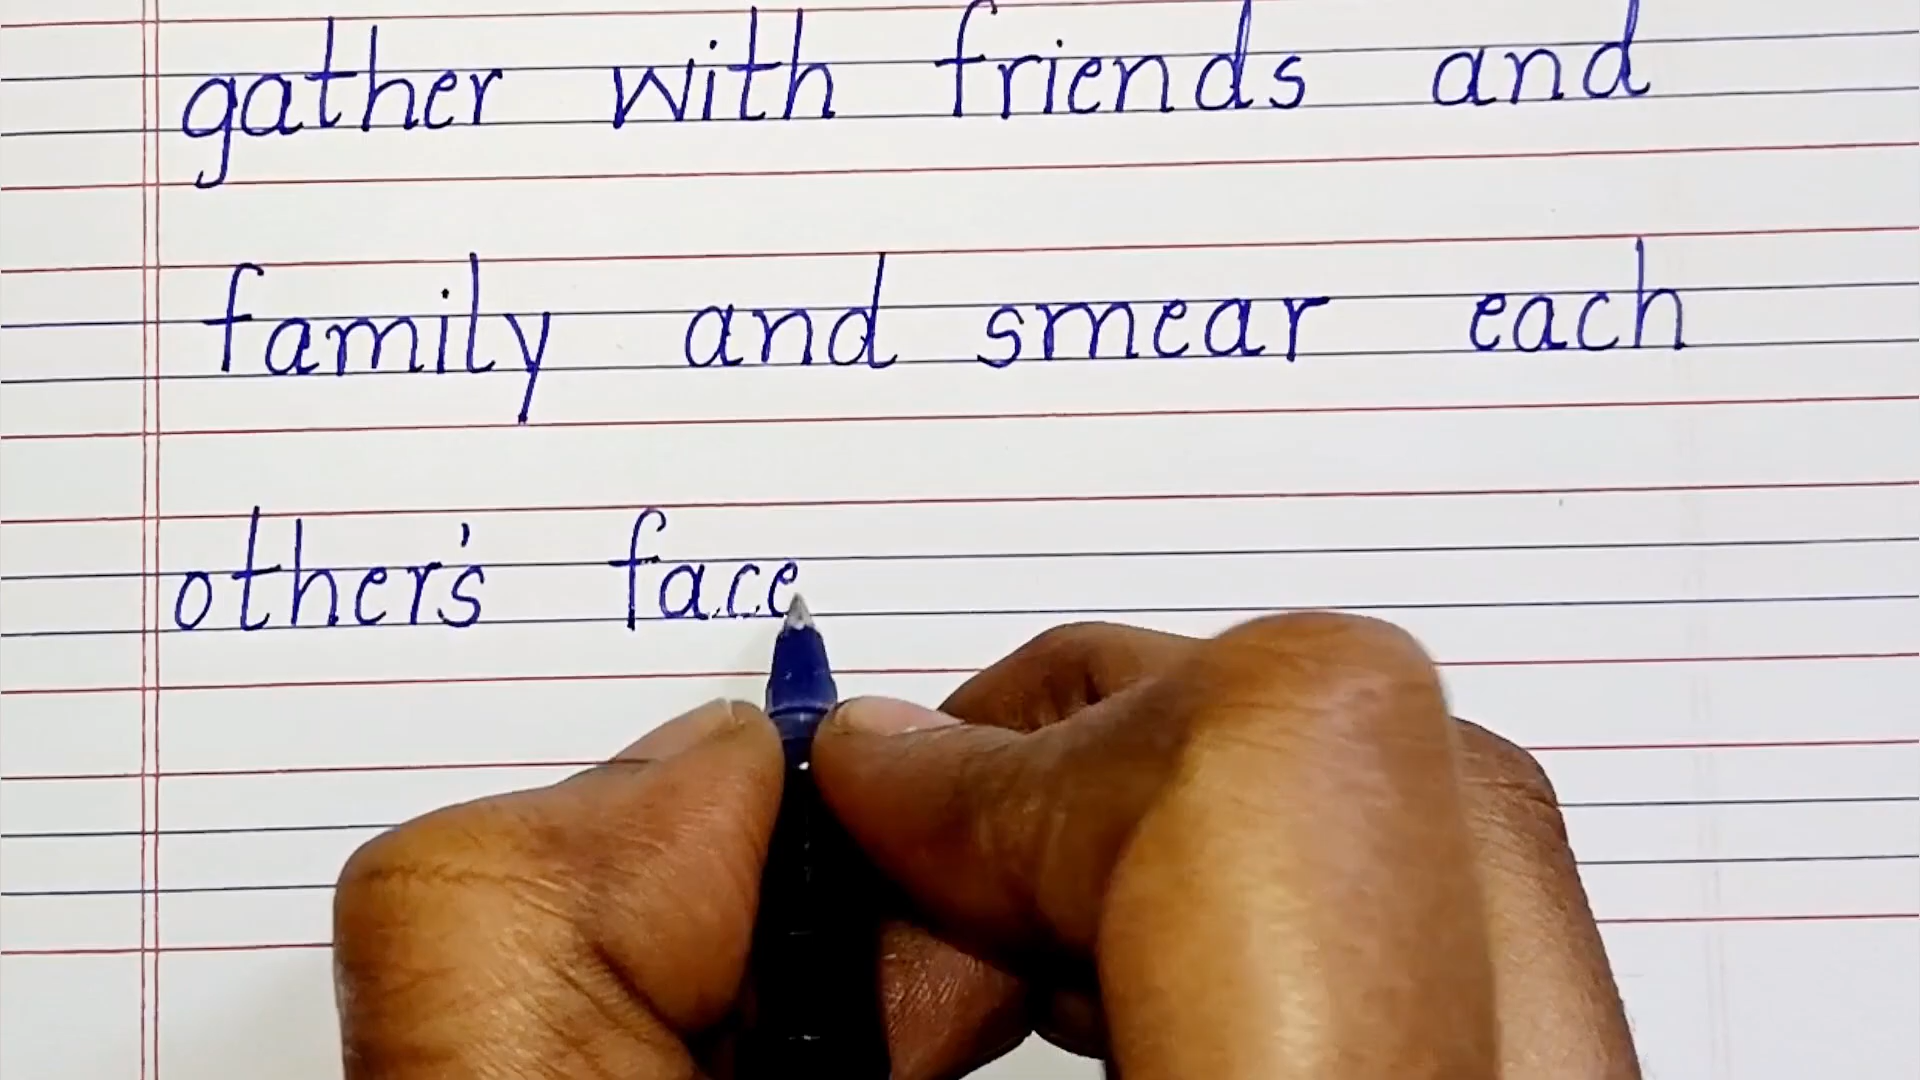 gather with friends and
family and smear each
other's face